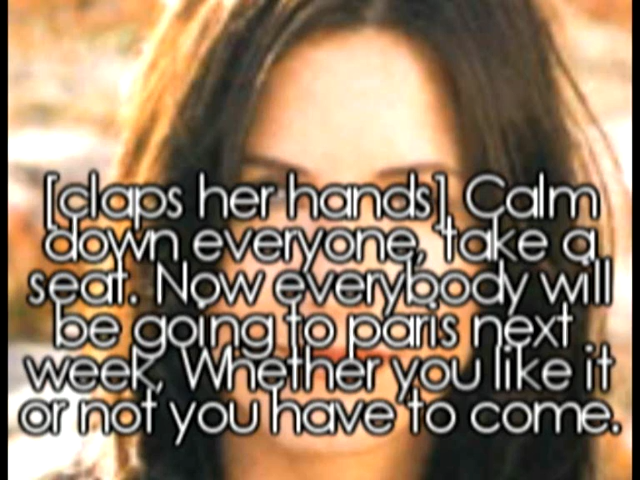 [claps her hands] Calm
down everyone, take a
seat. Now everybody will
be going to paris next
week, Whether you like it
or not you have to come.